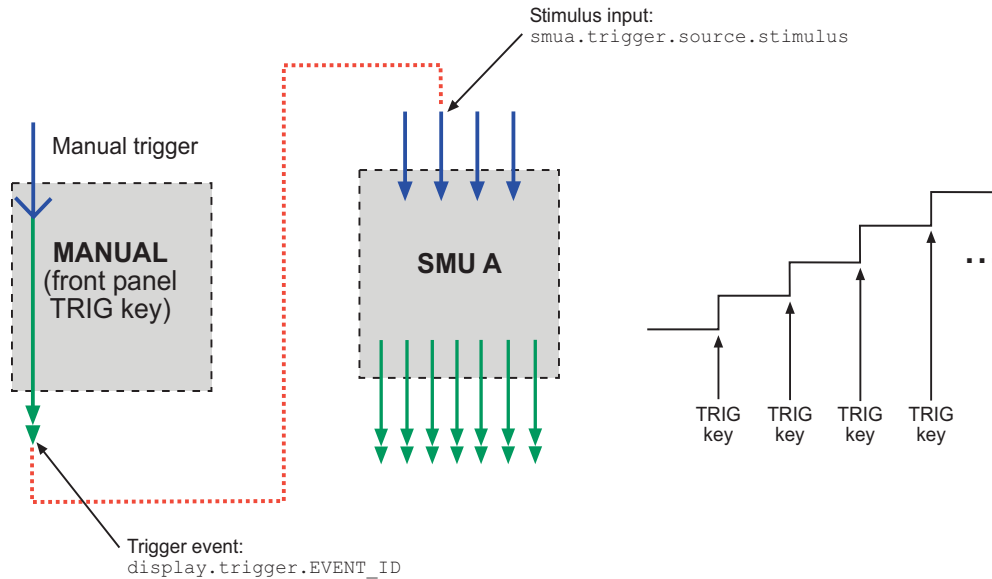 Stimulus input:
smua.trigger.source.stimulus
Manual trigger
MANUAL
(front panel
TRIG key)
SMU A
..
TRIG
key
TRIG
key
TRIG
key
TRIG
key
Trigger event:
display.trigger.EVENT_ID